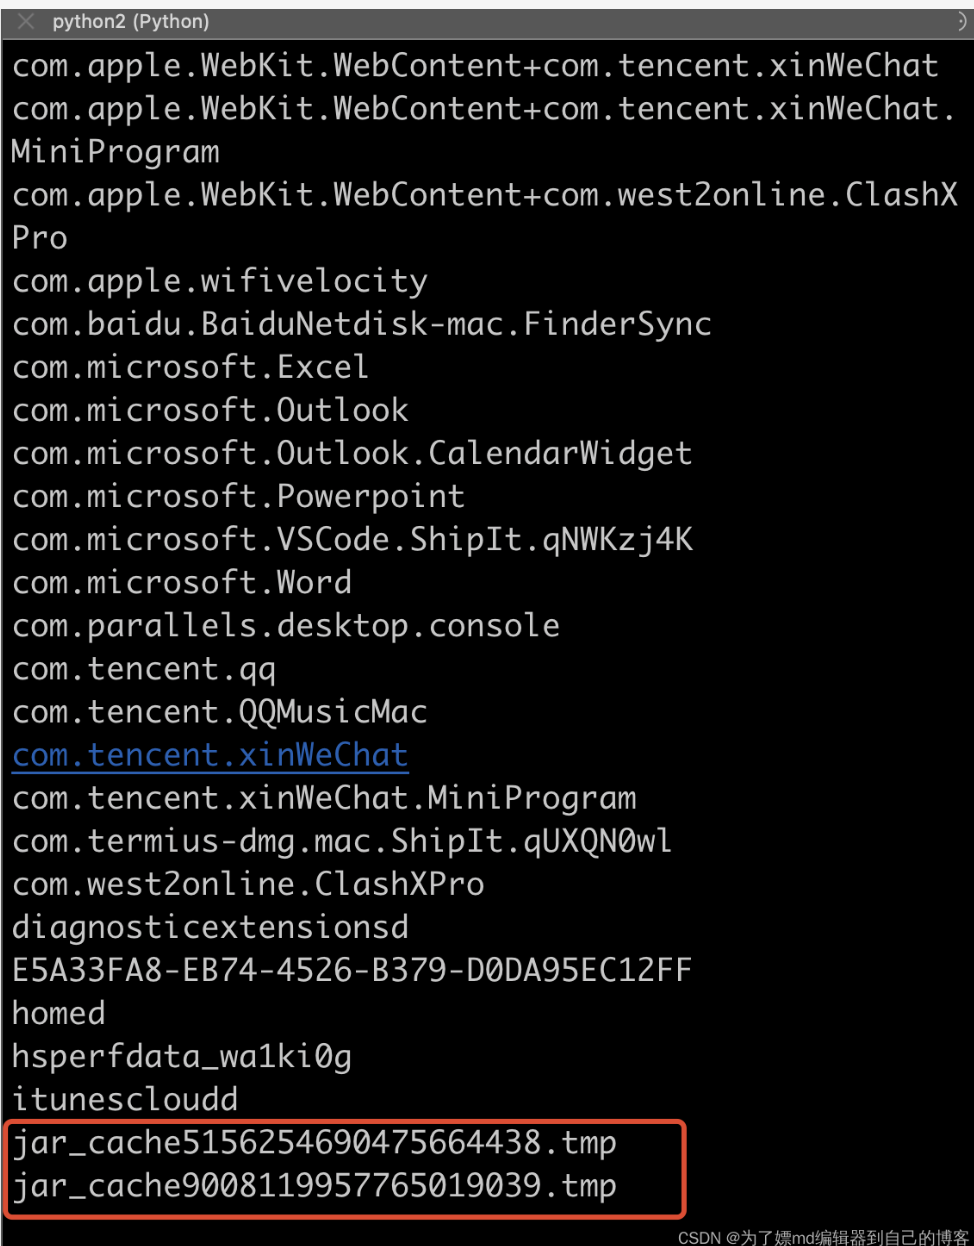 python2 (Python)
com.apple.WebKit.WebContent+com.tencent.xinWeChat
com.apple.WebKit.WebContent+com.tencent.xinWeChat.
MiniProgram
com.apple.WebKit.WebContent+com.west2online.ClashX
Pro
com.apple.wifivelocity
com.baidu.BaiduNetdisk-mac.FinderSync
com.microsoft.Excel
com.microsoft.Outlook
com.microsoft.Outlook.CalendarWidget
com.microsoft.Powerpoint
com.microsoft.VSCode.ShipIt.qNWKzj4K
com.microsoft.Word
com.parallels.desktop.console
com.tencent.qq
com.tencent.QQMusicMac
com.tencent.xinWeChat
com.tencent.xinWeChat.MiniProgram
com.termius-dmg.mac.ShipIt.qUXQN0wl
com.west2online.ClashXPro
diagnosticextensionsd
E5A33FA8-EB74-4526-B379-D0DA95EC12FF
homed
hsperfdata_wa1ki0g
itunescloudd
jar_cache5156254690475664438.tmp
jar_cache9008119957765019039.tmp
CSDN @为了嫖md编辑器到自己的博客